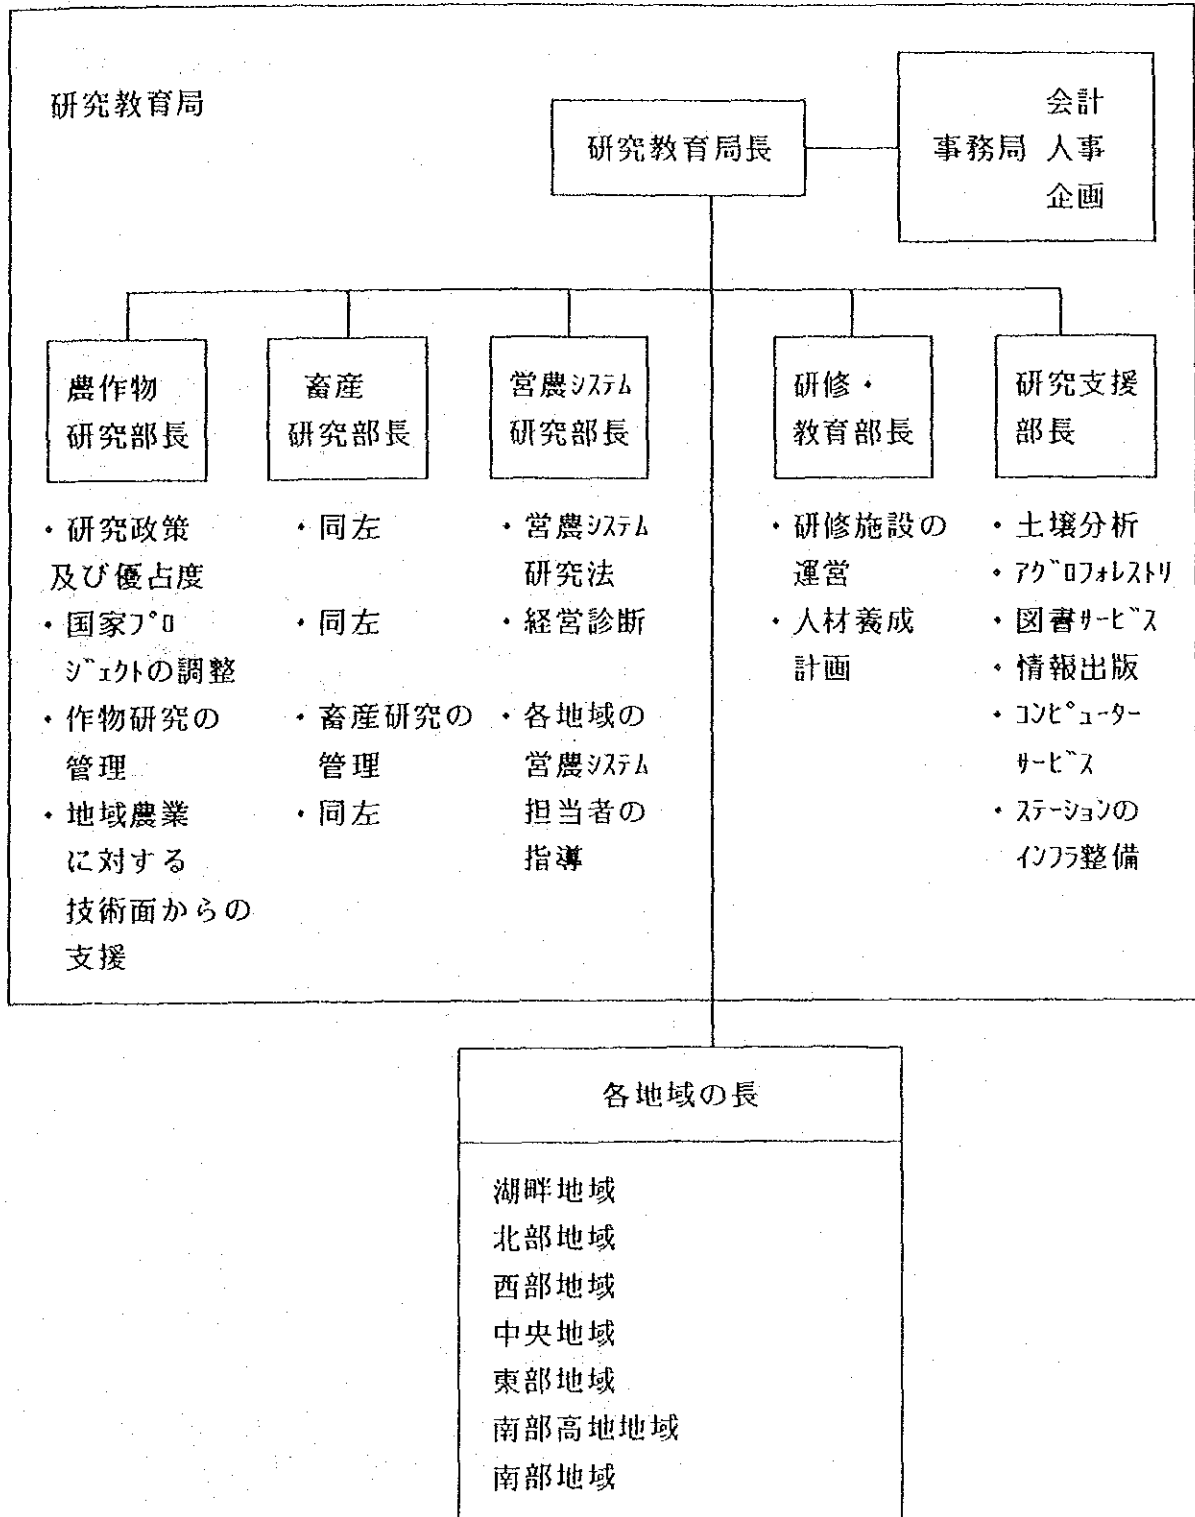 研究教育局
研究教育局長
会計
事務局 人事
企画
農作物
研究部長
畜産
研究部長
営農ｼｽﾃﾑ
研究部長
研修・
教育部長
研究支援
部長
・研究政策
及び優占度
・国家ﾌﾟﾛ
ｼﾞｪｸﾄの調整
・作物研究の
管理
・地域農業
に対する
技術面からの
支援
・同左
・同左
・畜産研究の
管理
・同左
・営農ｼｽﾃﾑ
研究法
・経営診断
・各地域の
営農ｼｽﾃﾑ
担当者の
指導
・研修施設の
運営
・人材養成
計画
・土壌分析
・ｱｸﾞﾛﾌｫﾚｽﾄﾘ
・図書ｻｰﾋﾞｽ
・情報出版
・ｺﾝﾋﾟｭｰﾀｰ
ｻｰﾋﾞｽ
・ｽﾃｰｼｮﾝの
ｲﾝﾌﾗ整備
各地域の長
湖畔地域
北部地域
西部地域
中央地域
東部地域
南部高地地域
南部地域